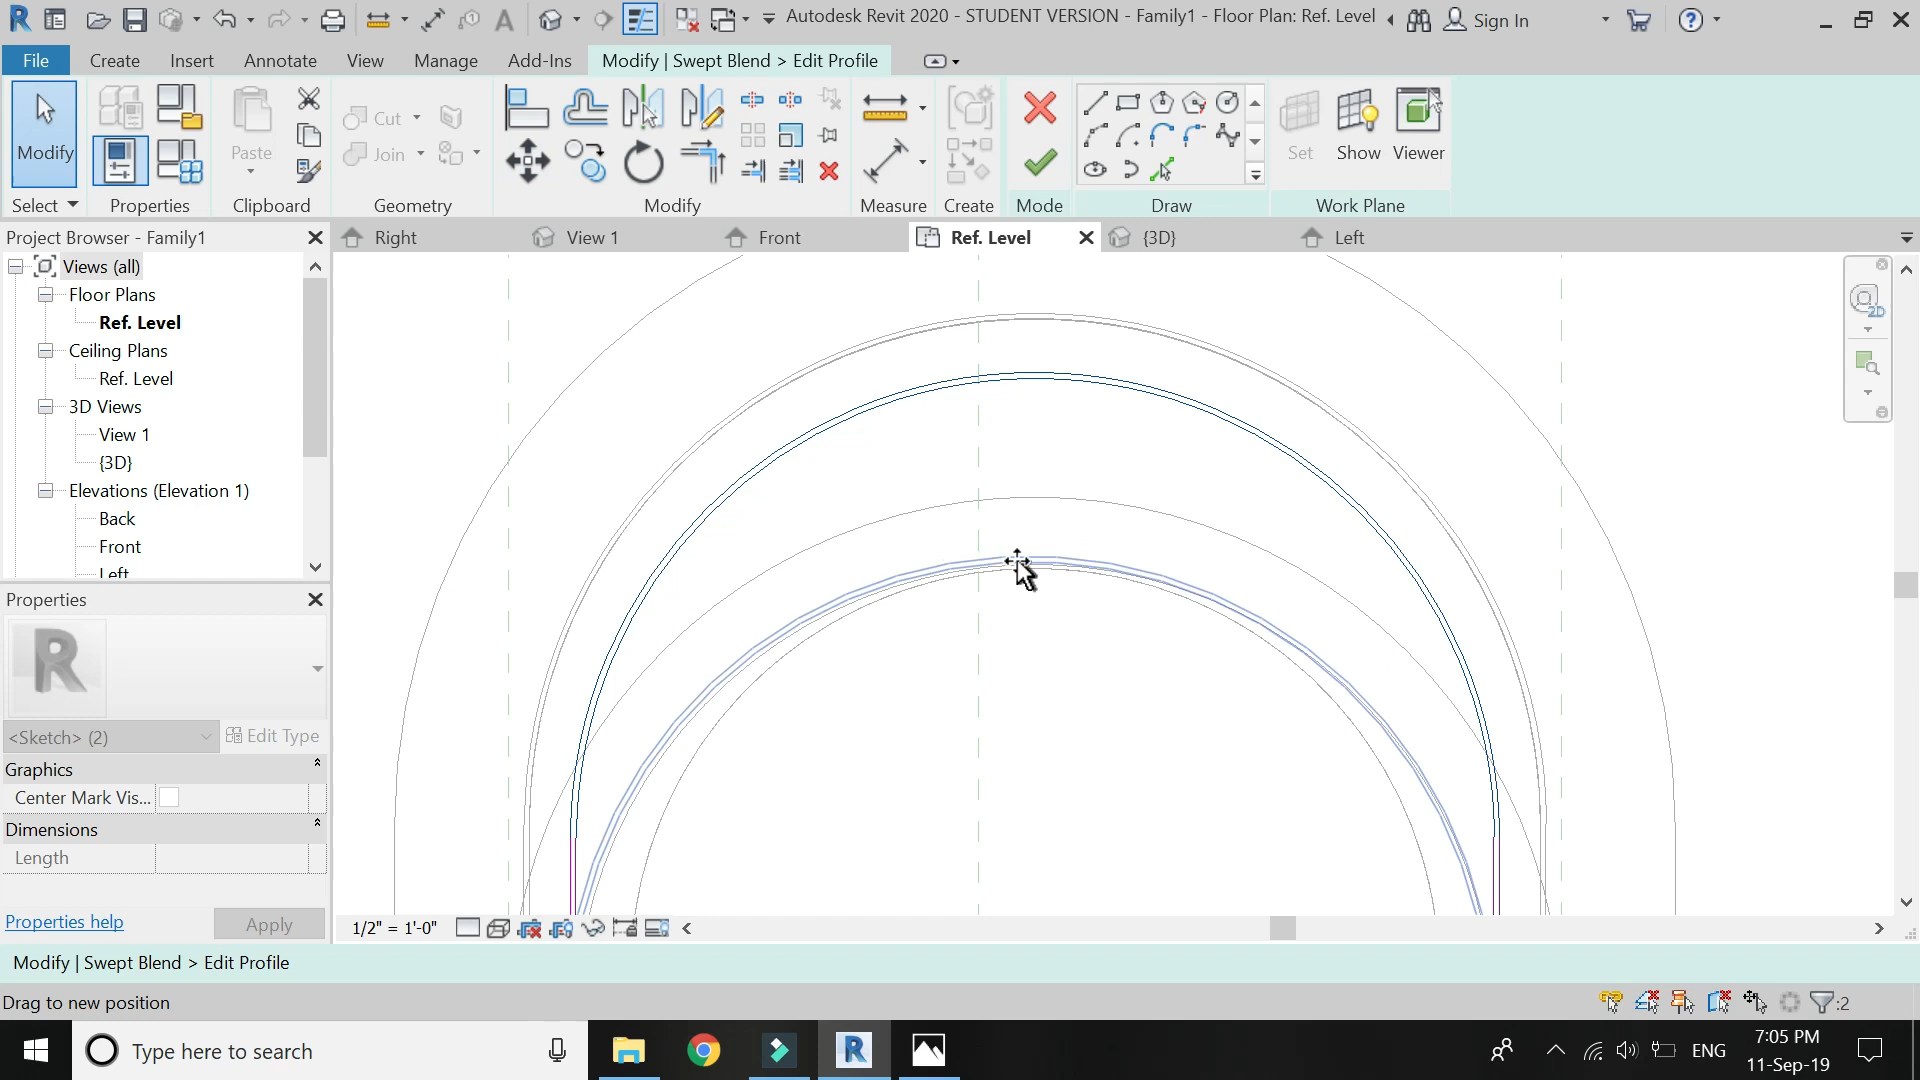 Autodesk Revit 2020 - STUDENT VERSION - Family1 - Floor Plan: Ref. Level
Sign In
File
Create
Insert
Annotate
View
Manage
Add-Ins
Modify | Swept Blend > Edit Profile
Modify
Paste
Cut
Join
Set
Show
Viewer
Select
Properties
Clipboard
Geometry
Modify
Measure
Create
Mode
Draw
Work Plane
Project Browser - Family1
Right
View 1
Front
Ref. Level
{3D}
Left
Views (all)
Floor Plans
Ref. Level
Ceiling Plans
Ref. Level
3D Views
View 1
{3D}
Elevations (Elevation 1)
Back
Front
Left
2D
Properties
<Sketch> (2)
Edit Type
Graphics
Center Mark Vis...
Dimensions
Length
Properties help
Apply
1/2" = 1'-0"
Modify | Swept Blend > Edit Profile
Drag to new position
:2
Type here to search
ENG
7:05 PM
11-Sep-19